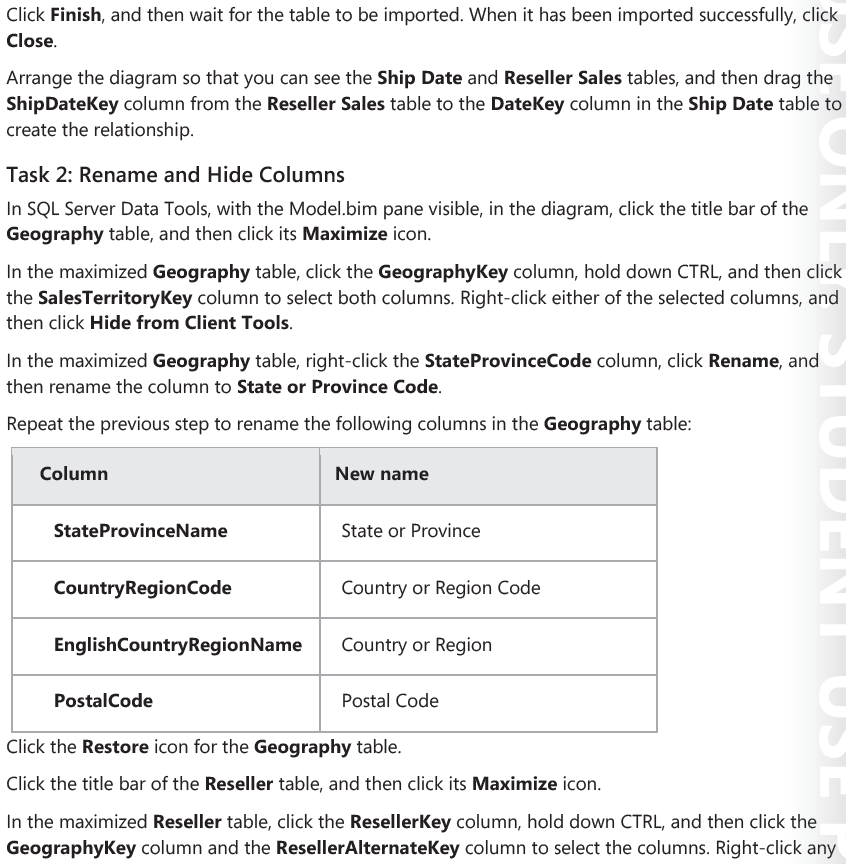 Click Finish, and then wait for the table to be imported. When it has been imported successfully, click
Close.
Arrange the diagram so that you can see the Ship Date and Reseller Sales tables, and then drag the
ShipDateKey column from the Reseller Sales table to the DateKey column in the Ship Date table to
create the relationship.
Task 2: Rename and Hide Columns
In SQL Server Data Tools, with the Model.bim pane visible, in the diagram, click the title bar of the
Geography table, and then click its Maximize icon.
In the maximized Geography table, click the GeographyKey column, hold down CTRL, and then click
the SalesTerritoryKey column to select both columns. Right-click either of the selected columns, and
then click Hide from Client Tools.
In the maximized Geography table, right-click the StateProvinceCode column, click Rename, and
then rename the column to State or Province Code.
Repeat the previous step to rename the following columns in the Geography table:
Column New name
StateProvinceName State or Province
CountryRegionCode Country or Region Code
EnglishCountryRegionName Country or Region
PostalCode Postal Code
Click the Restore icon for the Geography table.
Click the title bar of the Reseller table, and then click its Maximize icon.
In the maximized Reseller table, click the ResellerKey column, hold down CTRL, and then click the
GeographyKey column and the ResellerAlternateKey column to select the columns. Right-click any
USE ONLY. STUDENT USE